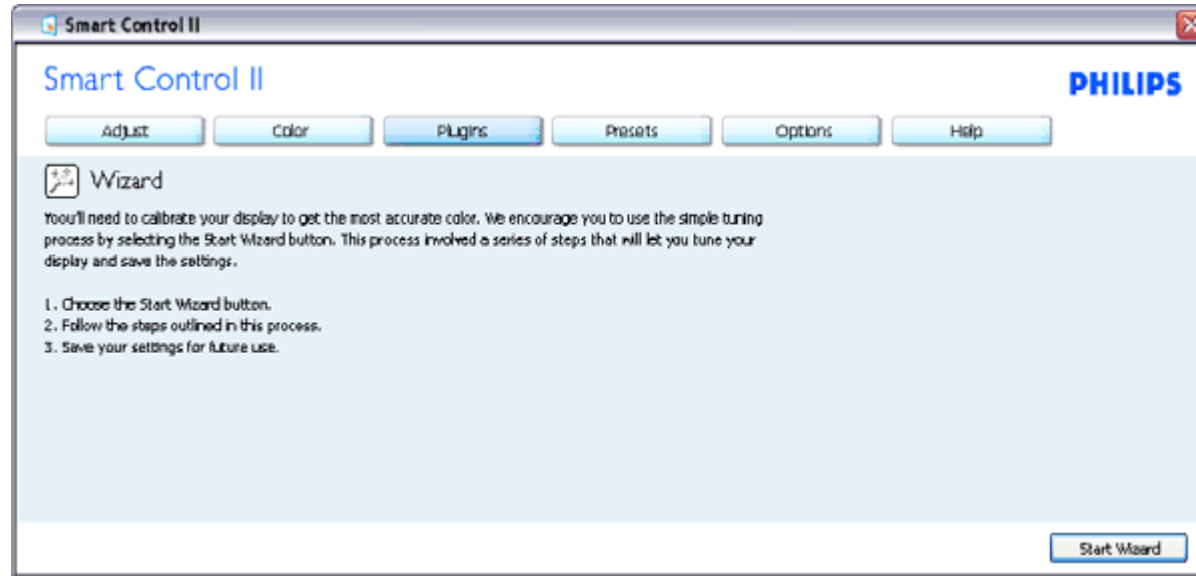 Smart Control II
Smart Control II
PHILIPS
Adjust Color Plugins Presets Options Help
Wizard
Yoou'll need to calibrate your display to get the most accurate color. We encourage you to use the simple tuning
process by selecting the Start Wizard button. This process involved a series of steps that will let you tune your
display and save the settings.
1. Choose the Start Wizard button.
2. Follow the steps outlined in this process.
3. Save your settings for future use.
Start Wizard